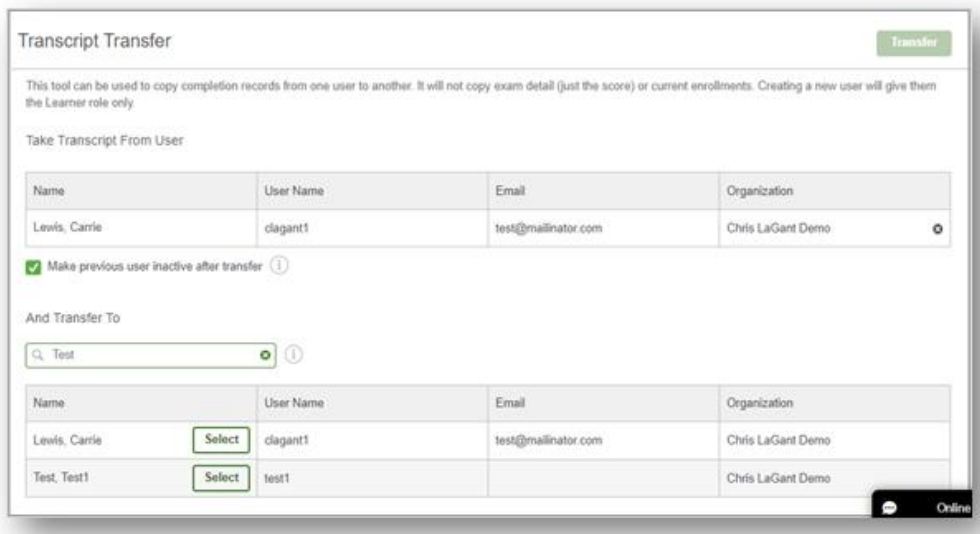 Transcript Transfer
Transfer
This tool can be used to copy completion records from one user to another. It will not copy exam detail (just the score) or current enrollments. Creating a new user will give them
the Learner role only.
Take Transcript From User
Name User Name Email Organization
Lewis, Carrie clagant1 test@mailinator.com Chris LaGant Demo
Make previous user inactive after transfer
And Transfer To
Test
Name User Name Email Organization
Lewis, Carrie Select clagant1 test@mailinator.com Chris LaGant Demo
Test, Test1 Select test1 Chris LaGant Demo
Online